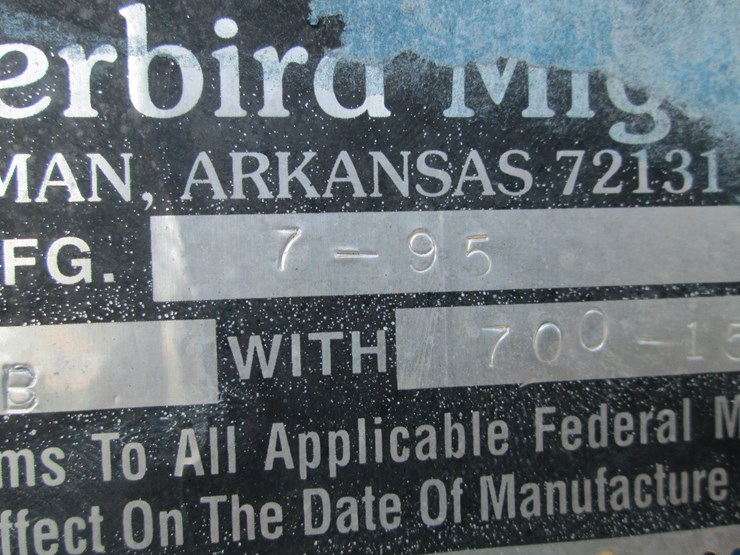 erbird Mfg.
MAN, ARKANSAS 72131
FG. 7-95
B WITH 700-15
ms To All Applicable Federal M
ffect On The Date Of Manufacture